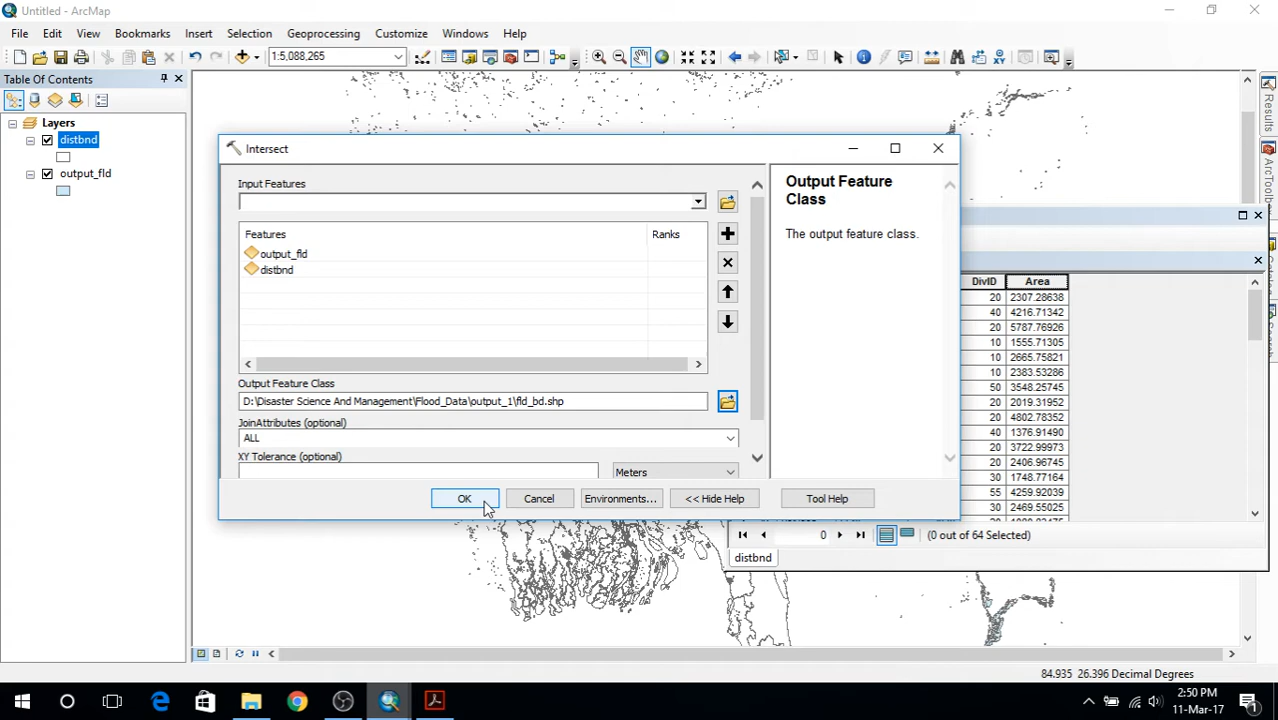 Untitled - ArcMap
File Edit View Bookmarks Insert Selection Geoprocessing Customize Windows Help
1:5,088,265
Table Of Contents
Layers
distbnd
output_fld
Intersect
Input Features
Features Ranks
output_fld
distbnd
Output Feature Class
D:\Disaster Science And Management\Flood_Data\output_1\fld_bd.shp
JoinAttributes (optional)
ALL
XY Tolerance (optional)
Meters
OK Cancel Environments... << Hide Help Tool Help
Output Feature Class
The output feature class.
DivID Area
20 2307.28638
40 4216.71342
20 5787.76926
10 1555.71305
10 2665.75821
10 2383.53286
50 3548.25745
20 2019.31952
20 4802.78352
40 1376.91490
20 3722.99973
20 2406.96745
30 1748.77164
55 4259.92039
30 2469.55025
0 (0 out of 64 Selected)
distbnd
Results
ArcToolbox
84.935 26.396 Decimal Degrees
2:50 PM
11-Mar-17